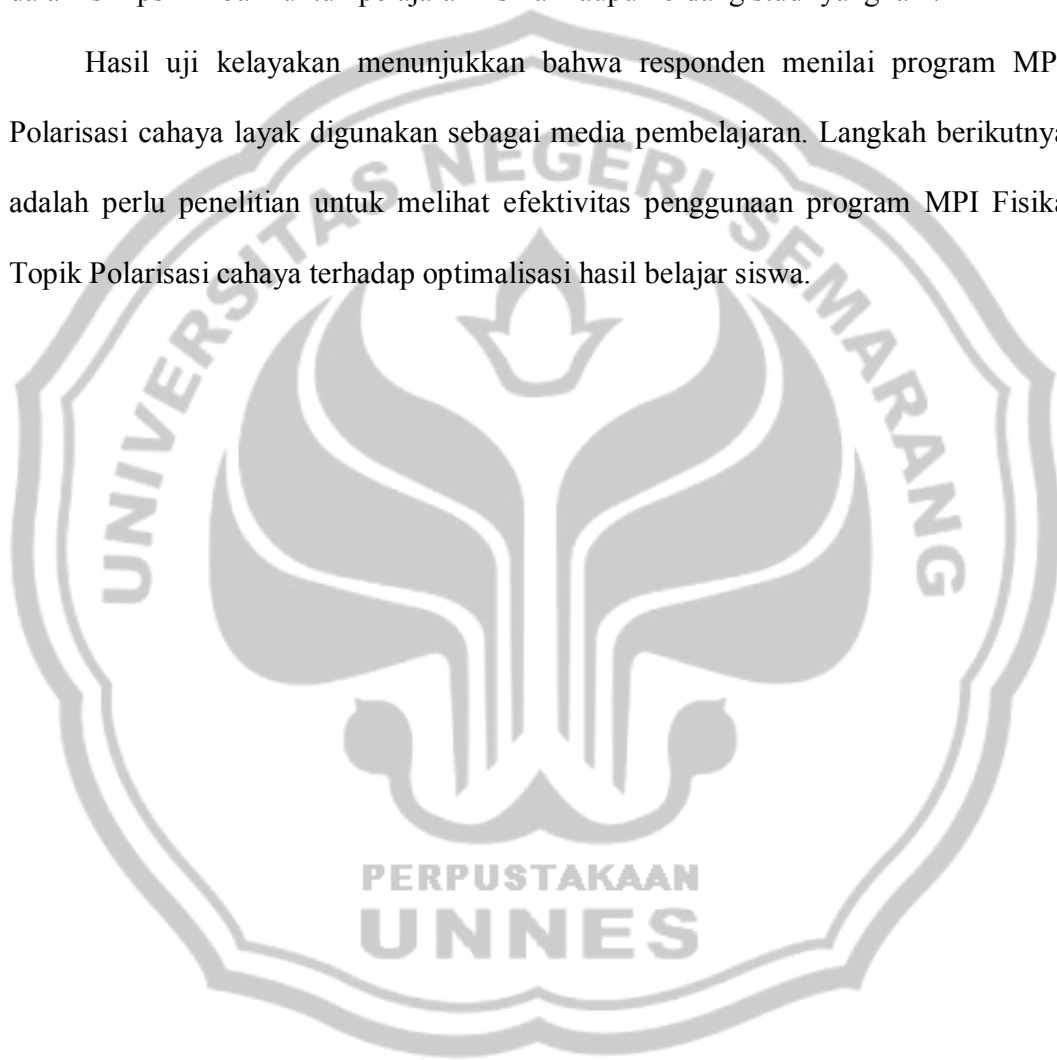 Hasil uji kelayakan menunjukkan bahwa responden menilai program MP
Polarisasi cahaya layak digunakan sebagai media pembelajaran. Langkah berikutnya
adalah perlu penelitian untuk melihat efektivitas penggunaan program MPI Fisika
Topik Polarisasi cahaya terhadap optimalisasi hasil belajar siswa.
UNIVERSITAS NEGERI SEMARANG
PERPUSTAKAAN
UNNES